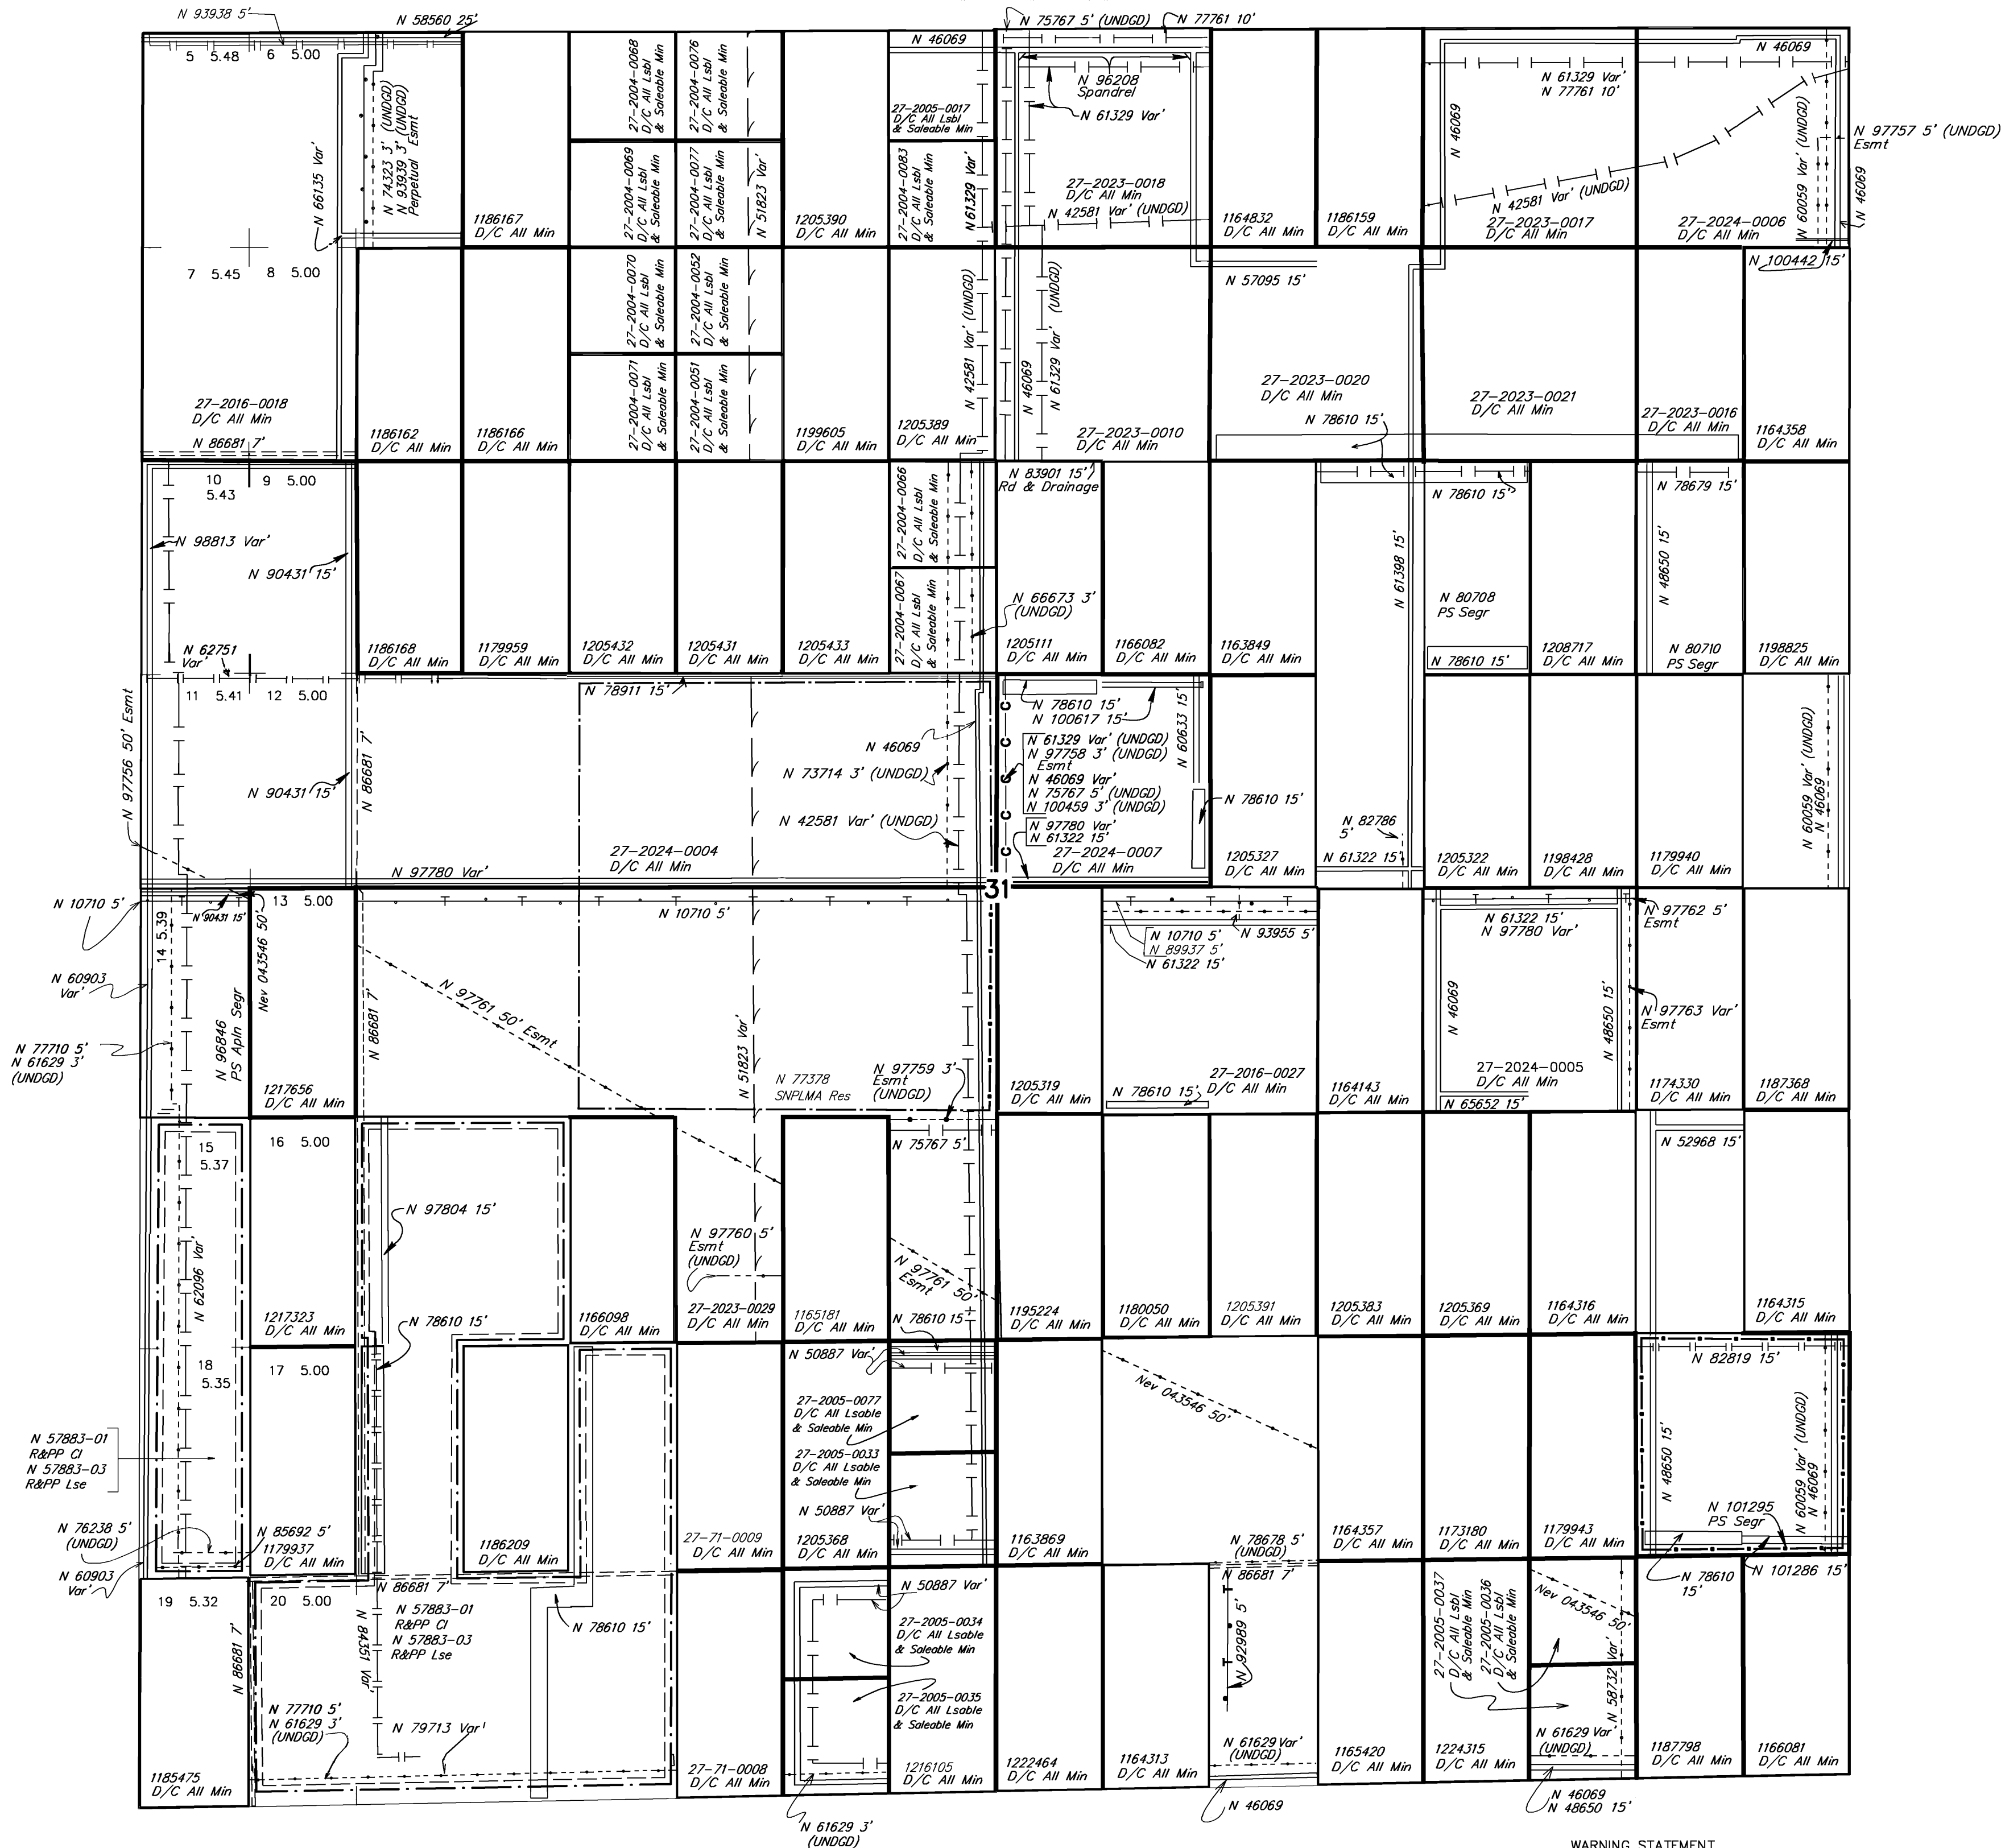 N 93938 5'
N 58560 25'
N 75767 5' (UNDGD)
N 77761 10'
5 5.48 6 5.00
N 66135 Var'
N 74323 3' (UNDGD)
N 93939 3' (UNDGD)
Perpetual Esmt
1186167
D/C All Min
27-2004-0068
D/C All Lsbl
& Saleable Min
27-2004-0076
D/C All Lsbl
& Saleable Min
27-2004-0069
D/C All Lsbl
& Saleable Min
27-2004-0077
D/C All Lsbl
& Saleable Min
N 51823 Var'
1205390
D/C All Min
N 46069
27-2005-0017
D/C All Lsbl
& Saleable Min
27-2004-0083
D/C All Lsbl
& Saleable Min
N 61329 Var'
N 96208
Spandrel
N 61329 Var'
27-2023-0018
D/C All Min
N 42581 Var' (UNDGD)
1164832
D/C All Min
1186159
D/C All Min
N 46069
N 61329 Var'
N 77761 10'
N 46069
N 42581 Var' (UNDGD)
27-2023-0017
D/C All Min
27-2024-0006
D/C All Min
N 60059 Var' (UNDGD)
N 97757 5' (UNDGD)
Esmt
N 46069
7 5.45 8 5.00
27-2016-0018
D/C All Min
N 86681 7'
1186162
D/C All Min
1186166
D/C All Min
27-2004-0070
D/C All Lsbl
& Saleable Min
27-2004-0052
D/C All Lsbl
& Saleable Min
27-2004-0071
D/C All Lsbl
& Saleable Min
27-2004-0051
D/C All Lsbl
& Saleable Min
1199605
D/C All Min
1205389
D/C All Min
N 42581 Var' (UNDGD)
N 46069
N 61329 Var' (UNDGD)
27-2023-0010
D/C All Min
N 57095 15'
27-2023-0020
D/C All Min
N 78610 15'
27-2023-0021
D/C All Min
27-2023-0016
D/C All Min
N 100442 15'
1164358
D/C All Min
10
5.43
9 5.00
N 98813 Var'
N 90431 15'
N 62751
Var'
1186168
D/C All Min
1179959
D/C All Min
1205432
D/C All Min
1205431
D/C All Min
1205433
D/C All Min
27-2004-0066
D/C All Lsbl
& Saleable Min
27-2004-0067
D/C All Lsbl
& Saleable Min
N 83901 15'
Rd & Drainage
N 66673 3'
(UNDGD)
1205111
D/C All Min
1166082
D/C All Min
1163849
D/C All Min
N 61398 15'
N 78610 15'
N 80708
PS Segr
N 78610 15'
1208717
D/C All Min
N 78679 15'
N 48650 15'
N 80710
PS Segr
1198825
D/C All Min
11 5.41 12 5.00
N 97756 50' Esmt
N 90431 15'
N 86681 7'
N 78911 15'
N 46069
N 73714 3' (UNDGD)
N 42581 Var' (UNDGD)
27-2024-0004
D/C All Min
N 97780 Var'
N 78610 15'
N 100617 15'
N 60633 15'
C
C
C
C
N 61329 Var' (UNDGD)
N 97758 3' (UNDGD)
Esmt
N 46069 Var'
N 75767 5' (UNDGD)
N 100459 3' (UNDGD)
N 97780 Var'
N 61322 15'
27-2024-0007
D/C All Min
N 78610 15'
1205327
D/C All Min
N 82786
5'
N 61322 15'
1205322
D/C All Min
1198428
D/C All Min
1179940
D/C All Min
N 60059 Var' (UNDGD)
N 46069
31
N 10710 5'
N 90431 15'
13 5.00
14 5.39
Nev 043546 50'
N 60903
Var'
N 96846
PS Apln Segr
N 77710 5'
N 61629 3'
(UNDGD)
1217656
D/C All Min
N 86681 7'
N 10710 5'
N 97761 50' Esmt
N 51823 Var'
N 77378
SNPLMA Res
N 97759 3'
Esmt
(UNDGD)
1205319
D/C All Min
N 10710 5'
N 89937 5'
N 61322 15'
N 93955 5'
N 78610 15'
27-2016-0027
D/C All Min
1164143
D/C All Min
N 61322 15'
N 97780 Var'
N 46069
N 48650 15'
27-2024-0005
D/C All Min
N 65652 15'
N 97762 5'
Esmt
N 97763 Var'
Esmt
1174330
D/C All Min
1187368
D/C All Min
15
5.37
16 5.00
N 62096 Var'
1217323
D/C All Min
N 97804 15'
N 78610 15'
1166098
D/C All Min
N 97760 5'
Esmt
(UNDGD)
27-2023-0029
D/C All Min
1165181
D/C All Min
N 75767 5'
N 97761 50'
Esmt
N 78610 15'
1195224
D/C All Min
1180050
D/C All Min
1205391
D/C All Min
1205383
D/C All Min
1205369
D/C All Min
1164316
D/C All Min
N 52968 15'
1164315
D/C All Min
18
5.35
17 5.00
N 57883-01
R&PP Cl
N 57883-03
R&PP Lse
N 76238 5'
(UNDGD)
N 85692 5'
1179937
D/C All Min
N 60903
Var'
1186209
D/C All Min
27-71-0009
D/C All Min
N 50887 Var'
27-2005-0077
D/C All Lsable
& Saleable Min
27-2005-0033
D/C All Lsable
& Saleable Min
N 50887 Var'
1205368
D/C All Min
1163869
D/C All Min
Nev 043546 50'
N 78678 5'
(UNDGD)
1164357
D/C All Min
1173180
D/C All Min
1179943
D/C All Min
N 82819 15'
N 48650 15'
N 60059 Var' (UNDGD)
N 46069
N 101295
PS Segr
N 78610
15'
N 101286 15'
19 5.32
20 5.00
N 86681 7'
1185475
D/C All Min
N 86681 7'
N 84351 Var'
N 57883-01
R&PP Cl
N 57883-03
R&PP Lse
N 78610 15'
N 77710 5'
N 61629 3'
(UNDGD)
N 79713 Var'
27-71-0008
D/C All Min
N 50887 Var'
27-2005-0034
D/C All Lsable
& Saleable Min
27-2005-0035
D/C All Lsable
& Saleable Min
1216105
D/C All Min
N 61629 3'
(UNDGD)
1222464
D/C All Min
1164313
D/C All Min
N 86681 7'
N 92989 5'
N 61629 Var'
(UNDGD)
N 46069
1165420
D/C All Min
27-2005-0037
D/C All Lsbl
& Saleable Min
27-2005-0036
D/C All Lsbl
& Saleable Min
1224315
D/C All Min
Nev 043546 50'
N 58732 Var'
N 61629 Var'
(UNDGD)
N 46069
N 48650 15'
1187798
D/C All Min
1166081
D/C All Min
WARNING STATEMENT